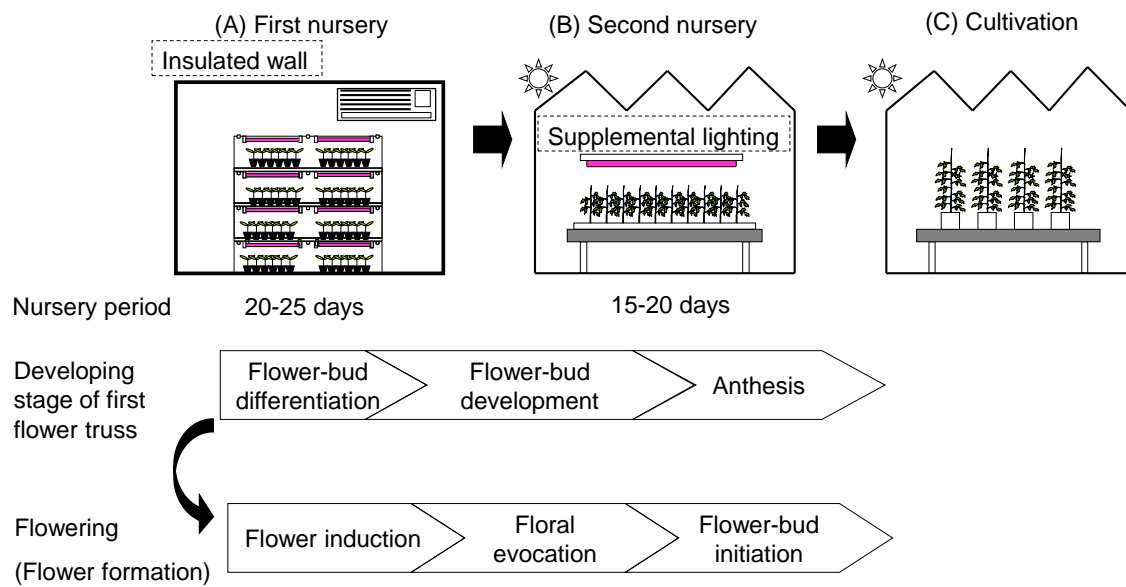 (A) First nursery
(B) Second nursery
(C) Cultivation
Insulated wall
Supplemental lighting
Nursery period
20-25 days
15-20 days
Developing
stage of first
flower truss
Flower-bud
differentiation
Flower-bud
development
Anthesis
Flowering
(Flower formation)
Flower induction
Floral
evocation
Flower-bud
initiation